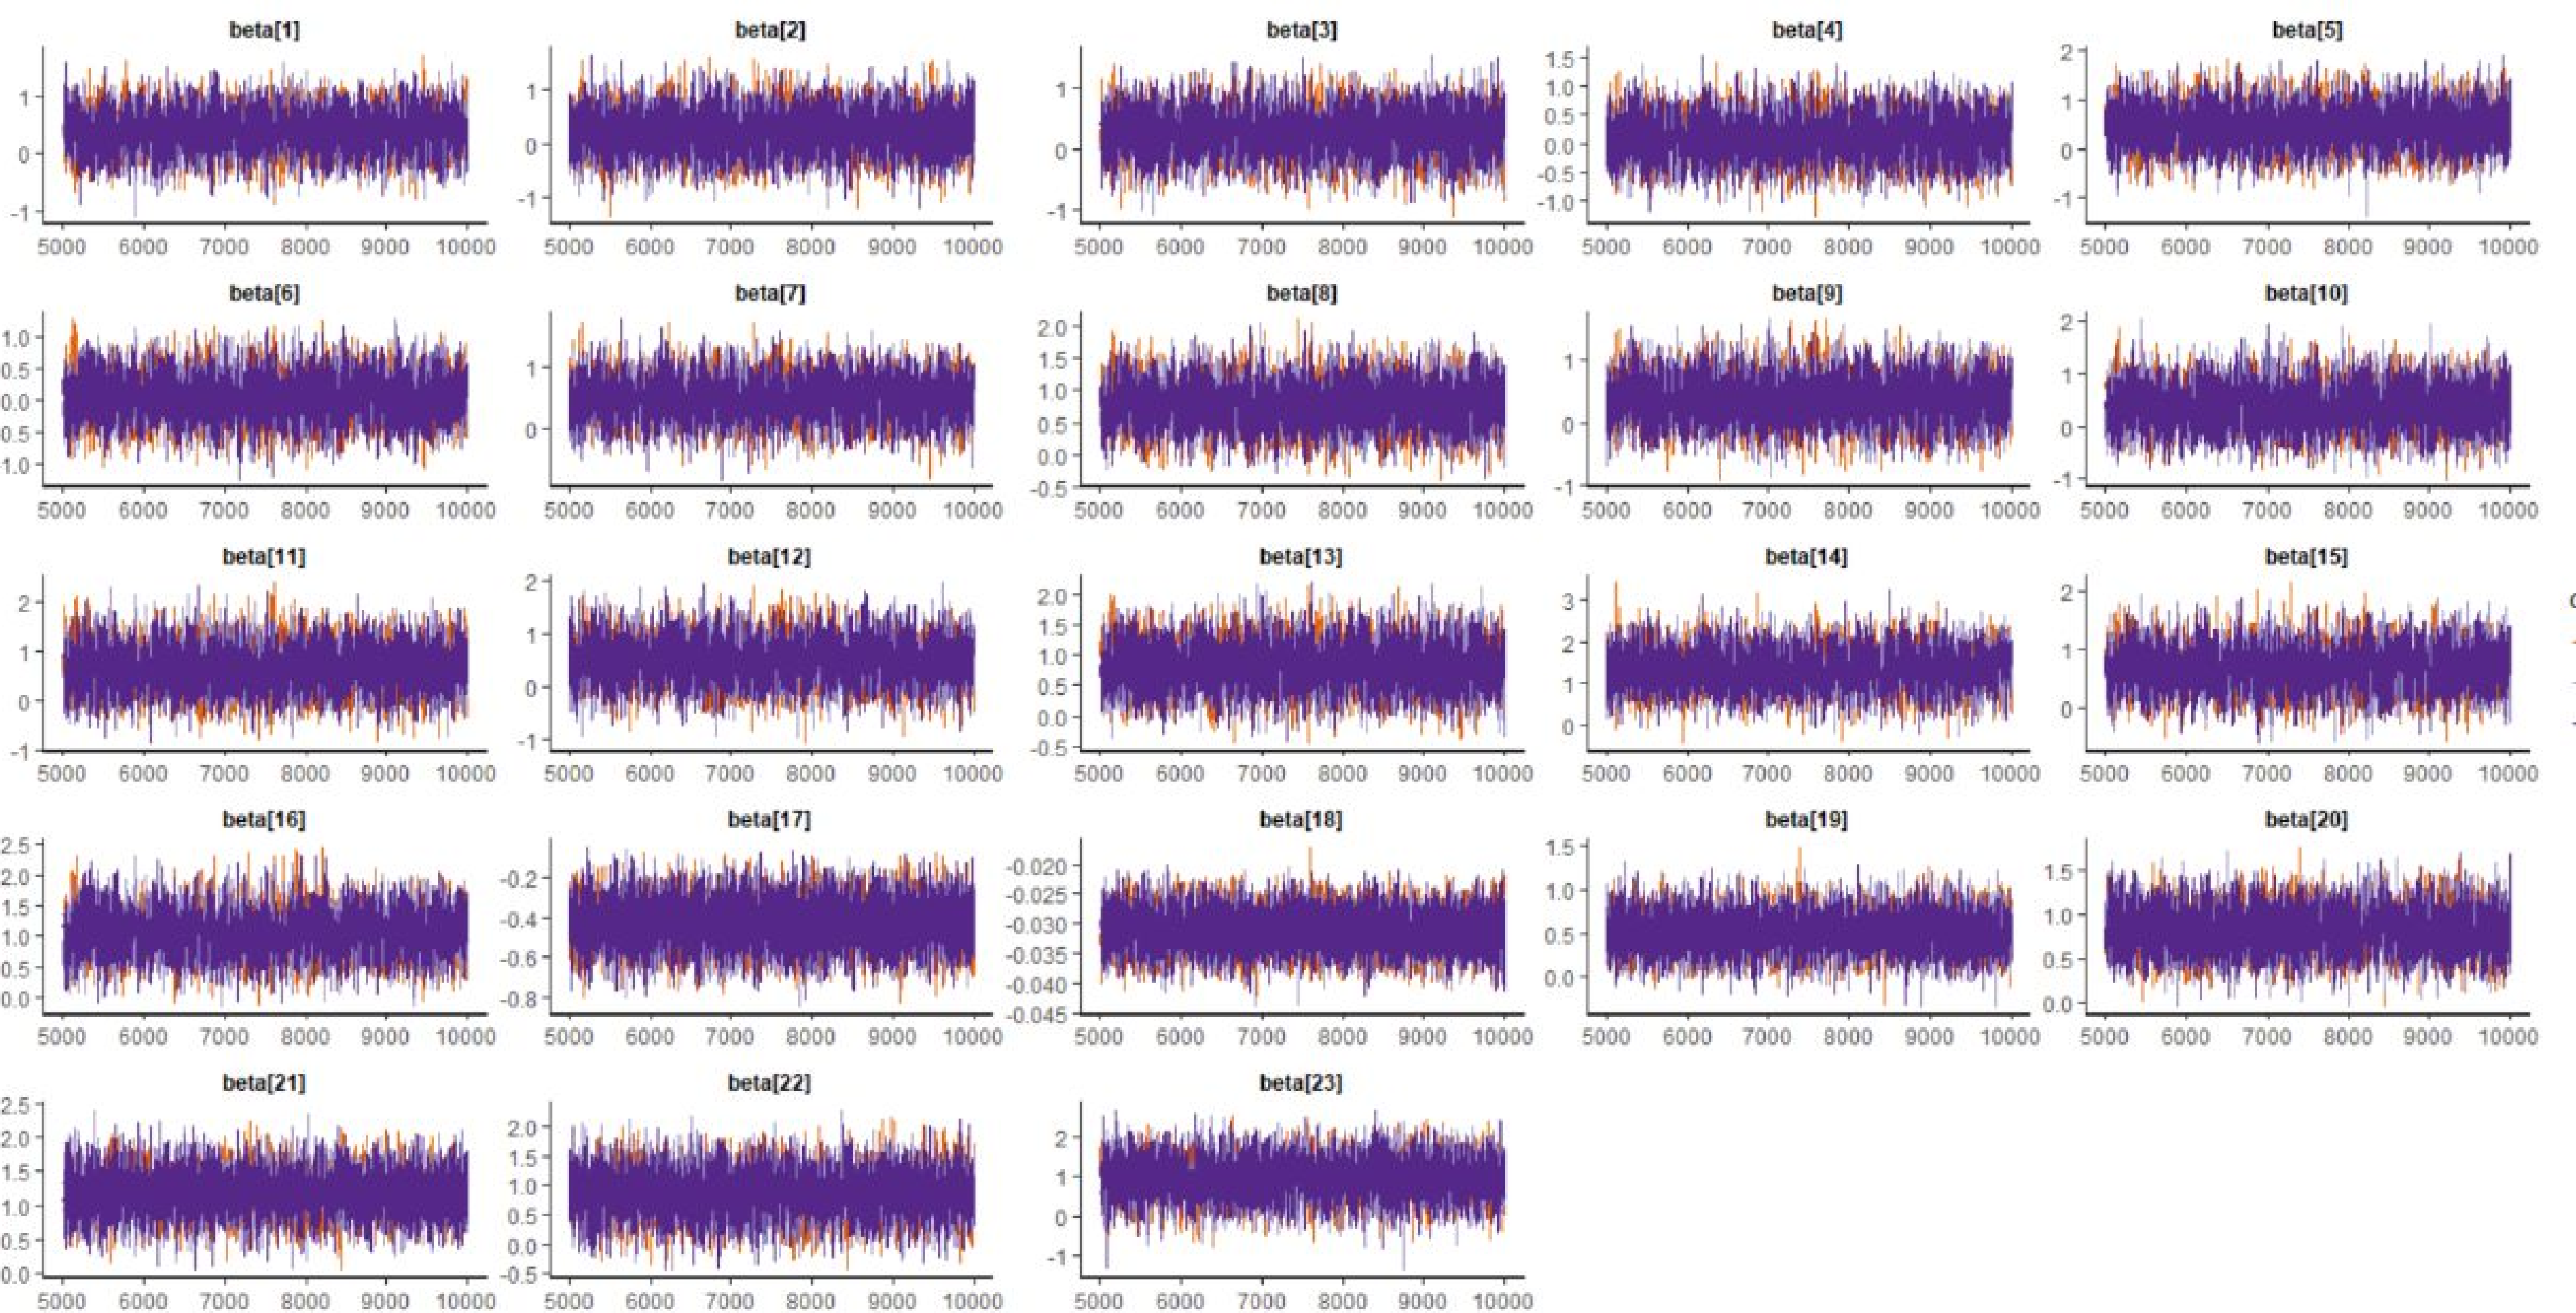 beta[1] beta[2] beta[3] beta[4] beta[5]
1 0 -1
1 0 -1
1 0 -1
1.5 1.0 0.5 0.0 -0.5 -1.0
2 1 0 -1
5000 6000 7000 8000 9000 10000 5000 6000 7000 8000 9000 10000 5000 6000 7000 8000 9000 10000 5000 6000 7000 8000 9000 10000 5000 6000 7000 8000 9000 10000
beta[6] beta[7] beta[8] beta[9] beta[10]
1.0 0.5 0.0 0.5 1.0
1 0
2.0 1.5 1.0 0.5 0.0 -0.5
1 0 -1
2 1 0 -1
5000 6000 7000 8000 9000 10000 5000 6000 7000 8000 9000 10000 5000 6000 7000 8000 9000 10000 5000 6000 7000 8000 9000 10000 5000 6000 7000 8000 9000 10000
beta[11] beta[12] beta[13] beta[14] beta[15]
2 1 0 -1
2 1 0 -1
2.0 1.5 1.0 0.5 0.0 -0.5
3 2 1 0
2 1 0
5000 6000 7000 8000 9000 10000 5000 6000 7000 8000 9000 10000 5000 6000 7000 8000 9000 10000 5000 6000 7000 8000 9000 10000 5000 6000 7000 8000 9000 10000
beta[16] beta[17] beta[18] beta[19] beta[20]
2.5 2.0 1.5 1.0 0.5 0.0
-0.2 -0.4 -0.6 -0.8
-0.020 -0.025 -0.030 -0.035 -0.040 -0.045
1.5 1.0 0.5 0.0
1.5 1.0 0.5 0.0
5000 6000 7000 8000 9000 10000 5000 6000 7000 8000 9000 10000 5000 6000 7000 8000 9000 10000 5000 6000 7000 8000 9000 10000 5000 6000 7000 8000 9000 10000
beta[21] beta[22] beta[23]
2.5 2.0 1.5 1.0 0.5 0.0
2.0 1.5 1.0 0.5 0.0 -0.5
2 1 0 -1
5000 6000 7000 8000 9000 10000 5000 6000 7000 8000 9000 10000 5000 6000 7000 8000 9000 10000